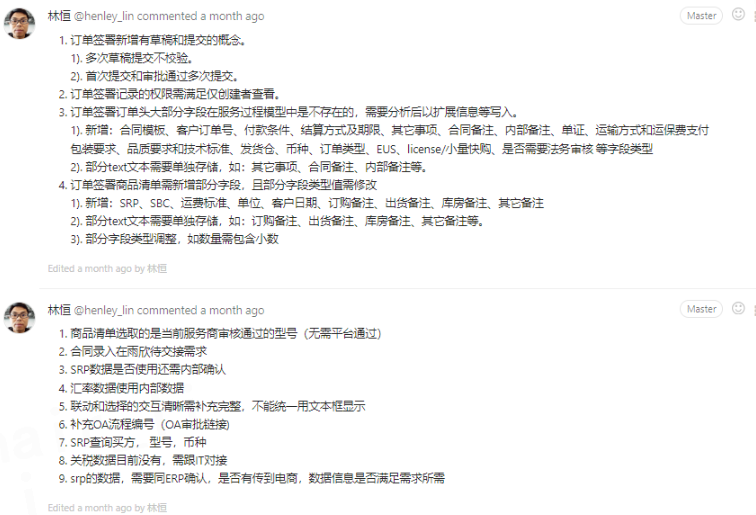 林恒 @henley_lin commented a month ago
Master
1. 订单签署新增有草稿和提交的概念。
1). 多次草稿提交不校验。
2). 首次提交和审批通过多次提交。
2. 订单签署记录的权限需满足仅创建者查看。
3. 订单签署订单头大部分字段在服务过程模型中是不存在的，需要分析后以扩展信息等写入。
1). 新增：合同模板、客户订单号、付款条件、结算方式及期限、其它事项、合同备注、内部备注、单证、运输方式和运保费支付
包装要求、品质要求和技术标准、发货仓、币种、订单类型、EUS、license/小量快购、是否需要法务审核 等字段类型
2). 部分text文本需要单独存储，如：其它事项、合同备注、内部备注等。
4. 订单签署商品清单需新增部分字段，且部分字段类型值需修改
1). 新增：SRP、SBC、运费标准、单位、客户日期、订购备注、出货备注、库房备注、其它备注
2). 部分text文本需要单独存储，如：订购备注、出货备注、库房备注、其它备注等。
3). 部分字段类型调整，如数量需包含小数
Edited a month ago by 林恒
林恒 @henley_lin commented a month ago
Master
1. 商品清单选取的是当前服务商审核通过的型号（无需平台通过）
2. 合同录入在雨欣待交接需求
3. SRP数据是否使用还需内部确认
4. 汇率数据使用内部数据
5. 联动和选择的交互清晰需补充完整，不能统一用文本框显示
6. 补充OA流程编号（OA审批链接)
7. SRP查询买方， 型号，币种
8. 关税数据目前没有，需跟IT对接
9. srp的数据，需要同ERP确认，是否有传到电商，数据信息是否满足需求所需
Edited a month ago by 林恒